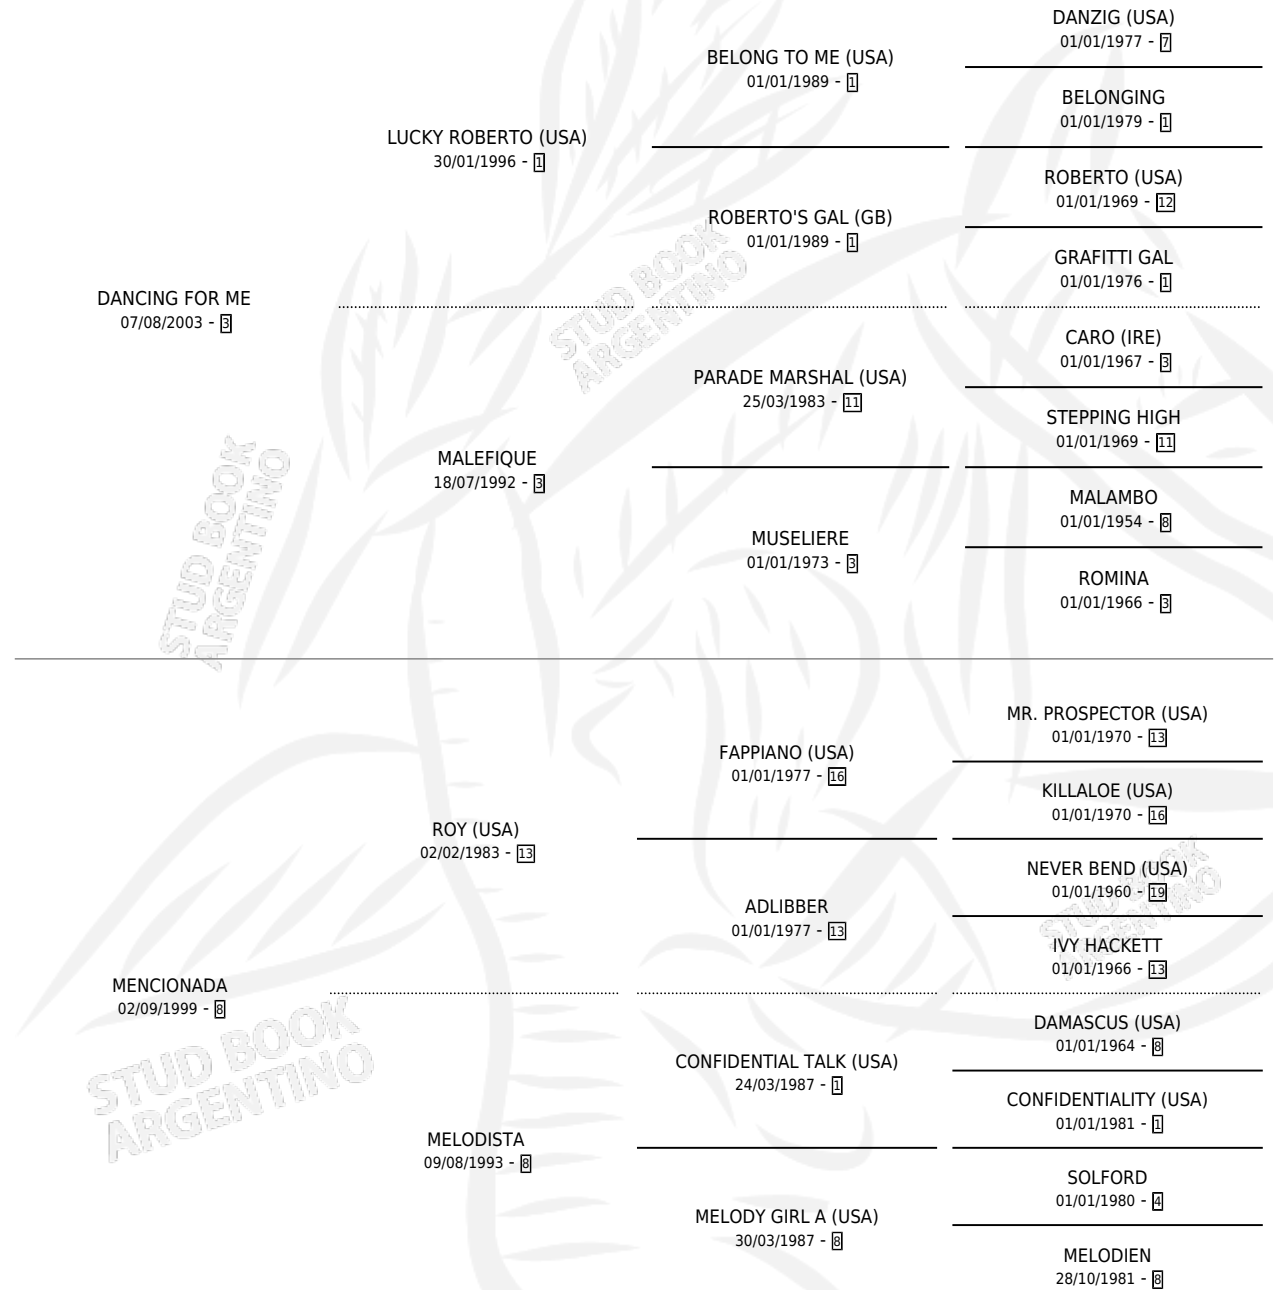 DANZIG (USA)
01/01/1977 - 7
BELONG TO ME (USA)
01/01/1989 - 1
BELONGING
01/01/1979 - 1
LUCKY ROBERTO (USA)
30/01/1996 - 1
ROBERTO (USA)
01/01/1969 - 12
ROBERTO'S GAL (GB)
01/01/1989 - 1
GRAFITTI GAL
01/01/1976 - 1
STUD BOOK
ARGENTINO
DANCING FOR ME
07/08/2003 - 3
CARO (IRE)
01/01/1967 - 3
PARADE MARSHAL (USA)
25/03/1983 - 11
STEPPING HIGH
01/01/1969 - 11
MALEFIQUE
18/07/1992 - 3
MALAMBO
01/01/1954 - 8
MUSELIERE
01/01/1973 - 3
ROMINA
01/01/1966 - 3
STUD BOOK
ARGENTINO
MR. PROSPECTOR (USA)
01/01/1970 - 13
FAPPIANO (USA)
01/01/1977 - 16
KILLALOE (USA)
01/01/1970 - 16
ROY (USA)
02/02/1983 - 13
NEVER BEND (USA)
01/01/1960 - 19
ADLIBBER
01/01/1977 - 13
IVY HACKETT
01/01/1966 - 13
STUD BOOK
ARGENTINO
MENCIONADA
02/09/1999 - 8
DAMASCUS (USA)
01/01/1964 - 8
CONFIDENTIAL TALK (USA)
24/03/1987 - 1
CONFIDENTIALITY (USA)
01/01/1981 - 1
STUD BOOK
ARGENTINO
MELODISTA
09/08/1993 - 8
SOLFORD
01/01/1980 - 4
MELODY GIRL A (USA)
30/03/1987 - 8
MELODIEN
28/10/1981 - 8